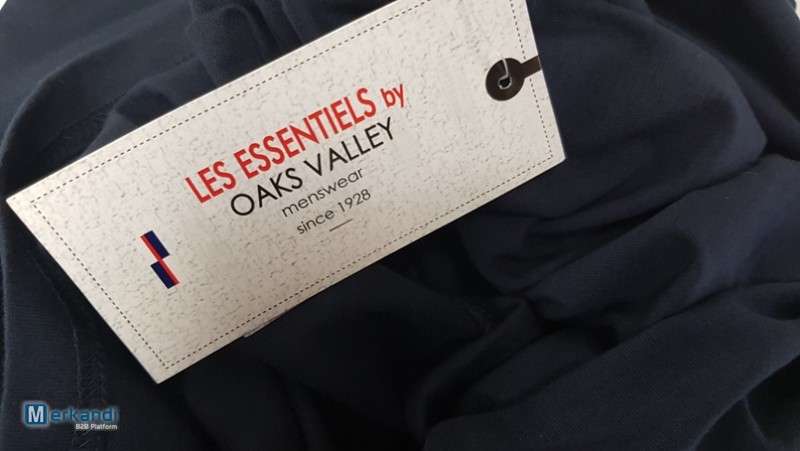 LES ESSENTIELS by
OAKS VALLEY
menswear
since 1928
Merkandi
B2B Platform